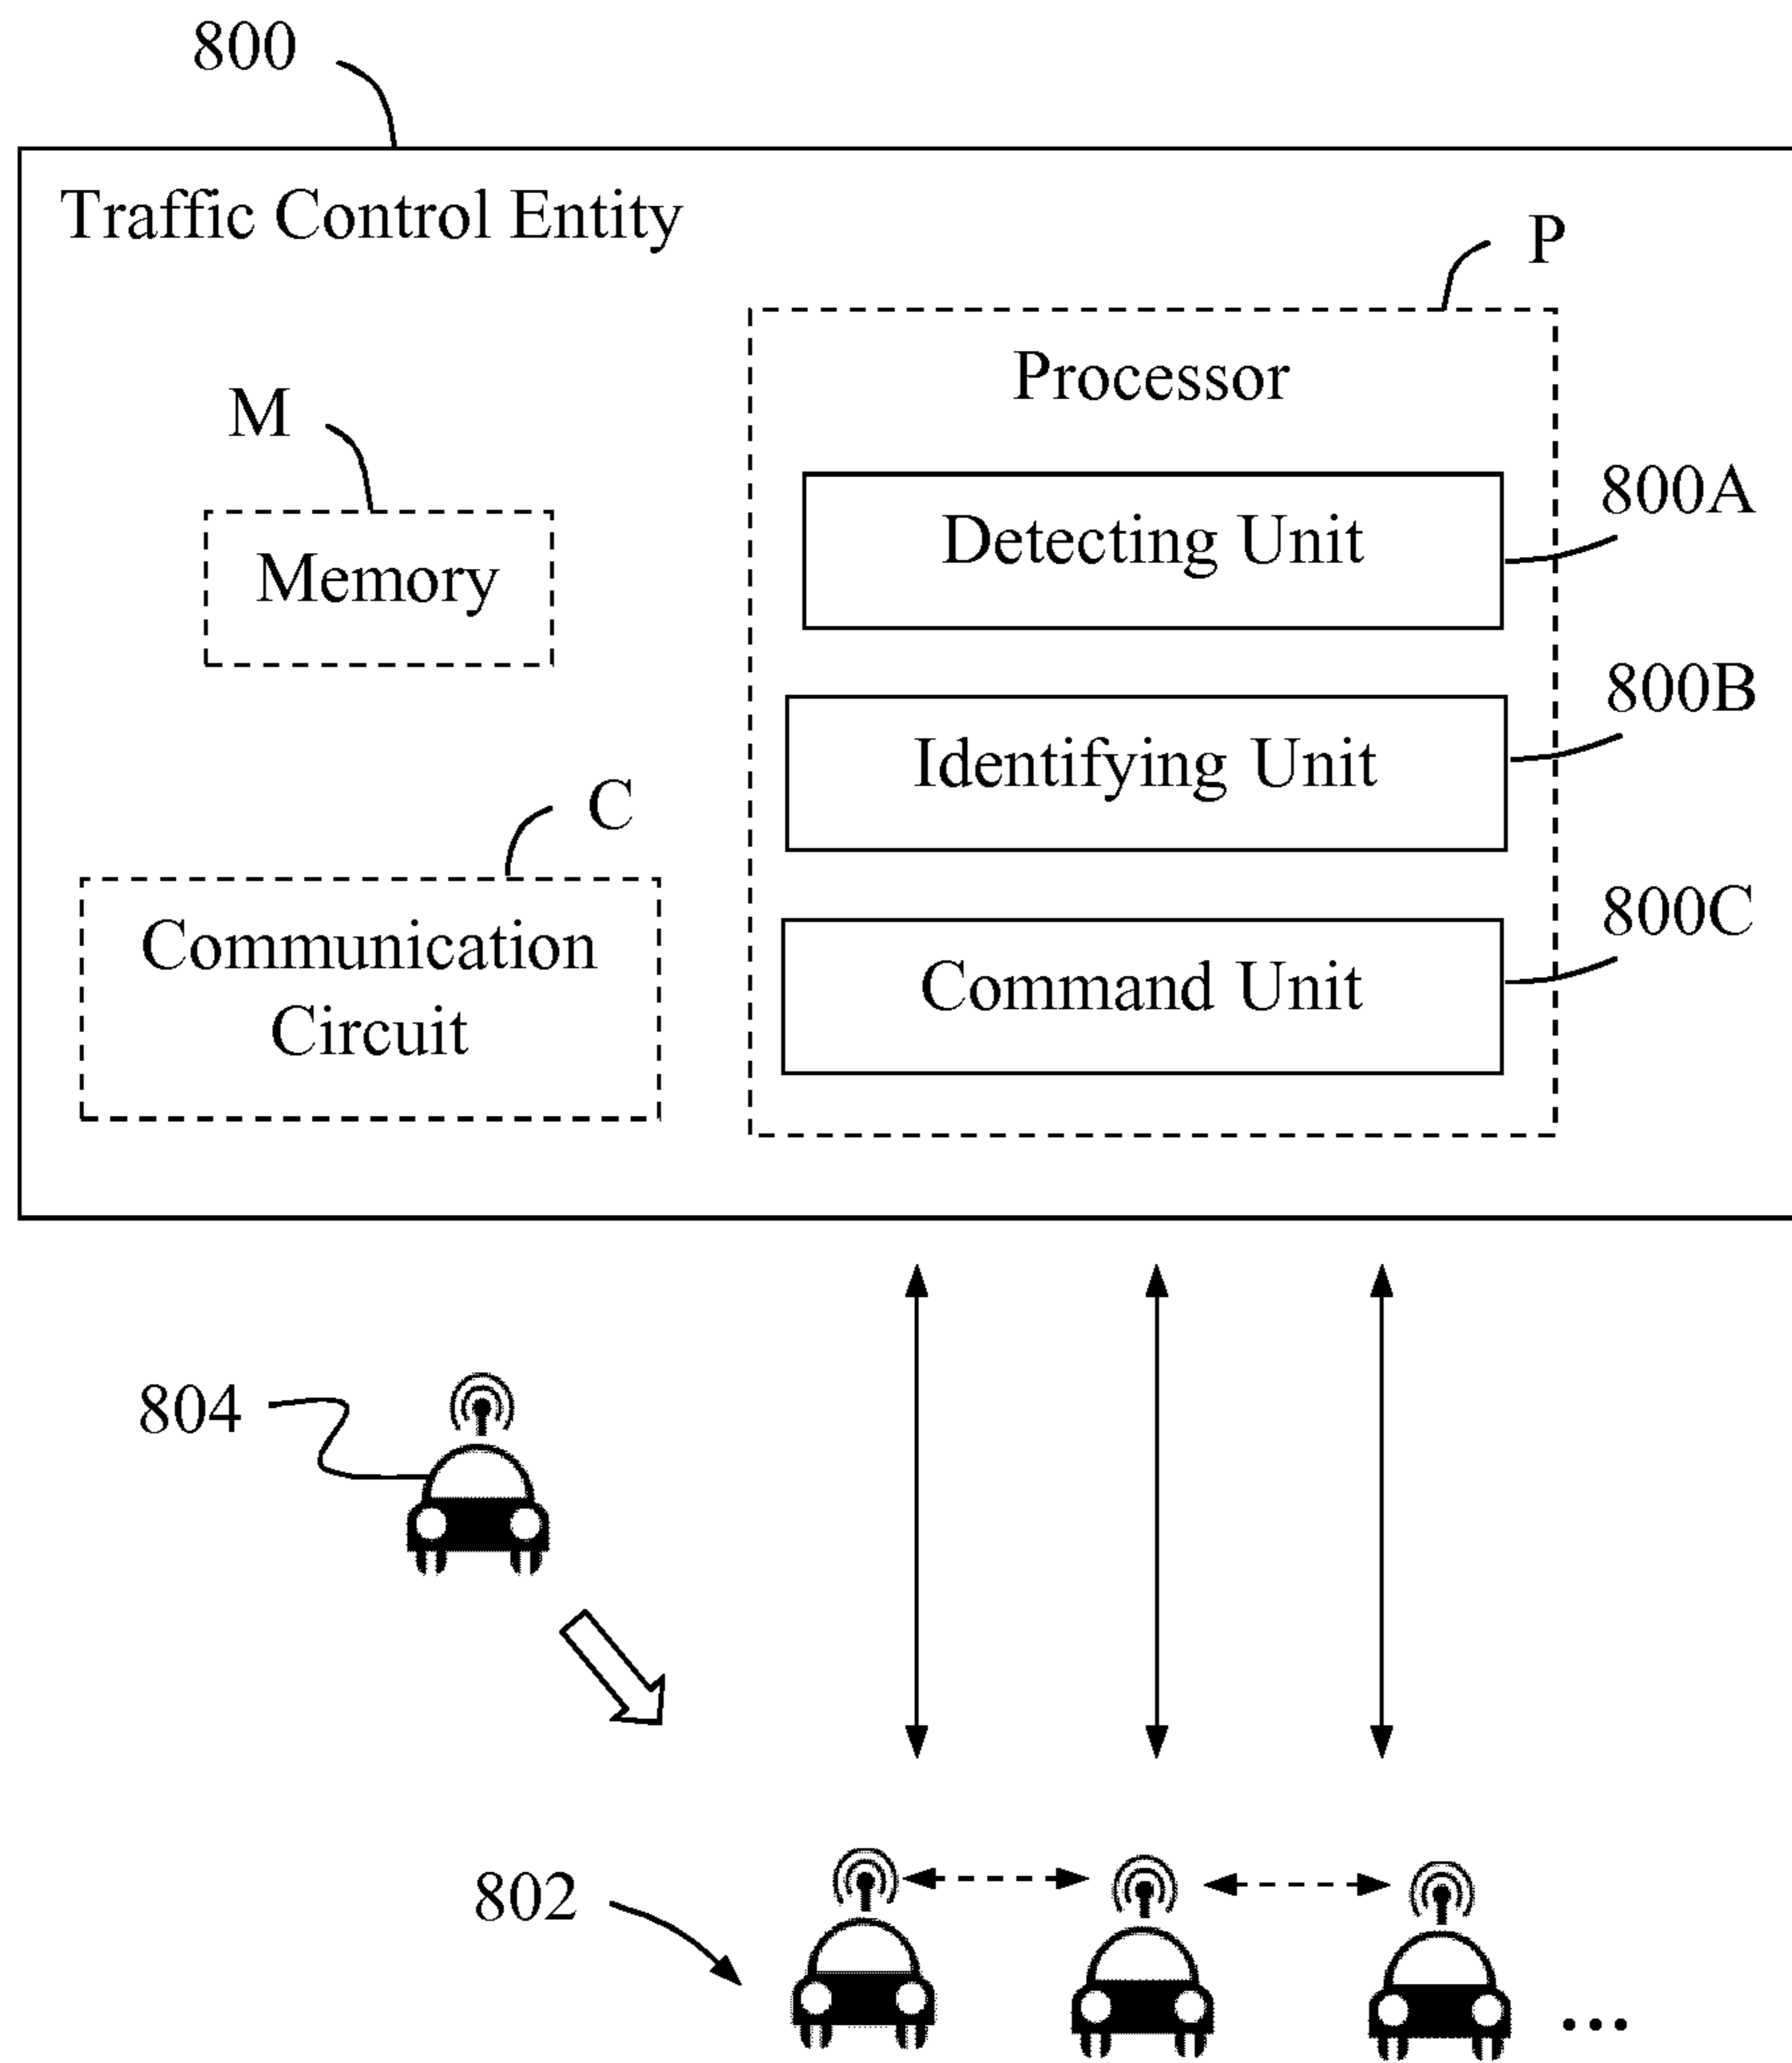 800
Traffic Control Entity
P
Processor
M
Memory
Detecting Unit
800A
Identifying Unit
800B
C
Communication
Circuit
Command Unit
800C
804
802
...